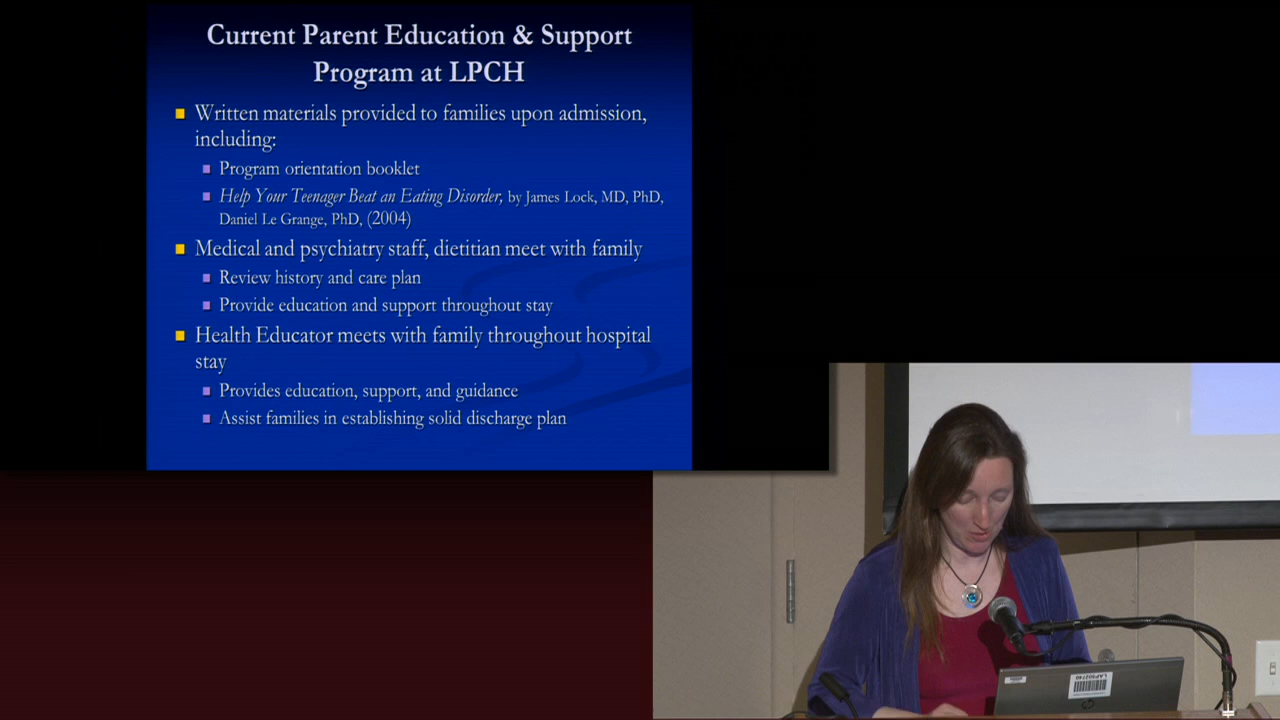 Current Parent Education & Support
Program at LPCH
Written materials provided to families upon admission,
including:
Program orientation booklet
Help Your Teenager Beat an Eating Disorder, by James Lock, MD, PhD,
Daniel Le Grange, PhD, (2004)
Medical and psychiatry staff, dietitian meet with family
Review history and care plan
Provide education and support throughout stay
Health Educator meets with family throughout hospital
stay
Provides education, support, and guidance
Assist families in establishing solid discharge plan
hp